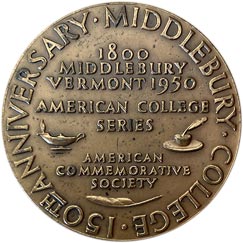 MIDDLEBURY · COLLEGE · 150TH ANNIVERSARY ·
1800
MIDDLEBURY
VERMONT 1950
AMERICAN COLLEGE
SERIES
AMERICAN
COMMEMORATIVE
SOCIETY